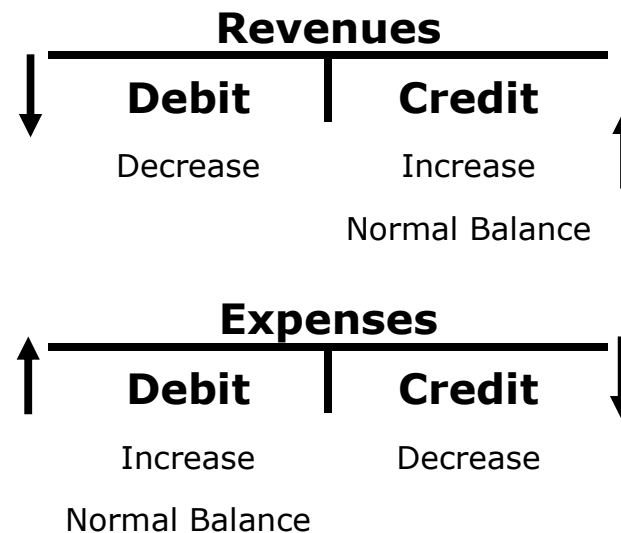 Revenues
Debit Credit
Decrease Increase
Normal Balance
Expenses
Debit Credit
Increase Decrease
Normal Balance